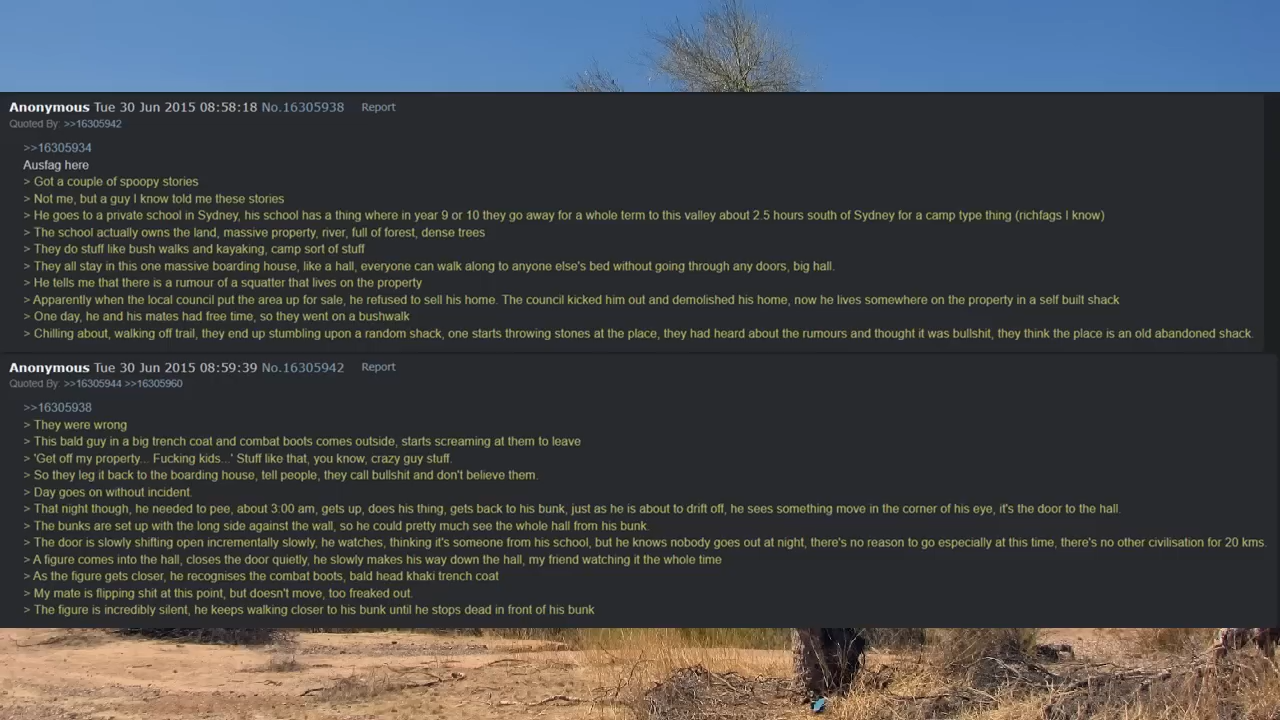 Anonymous Tue 30 Jun 2015 08:58:18 No.16305938 Report
Quoted By: >>16305942
>>16305934
Ausfag here
> Got a couple of spoopy stories
> Not me, but a guy I know told me these stories
> He goes to a private school in Sydney, his school has a thing where in year 9 or 10 they go away for a whole term to this valley about 2.5 hours south of Sydney for a camp type thing (richfags I know)
> The school actually owns the land, massive property, river, full of forest, dense trees
> They do stuff like bush walks and kayaking, camp sort of stuff
> They all stay in this one massive boarding house, like a hall, everyone can walk along to anyone else's bed without going through any doors, big hall.
> He tells me that there is a rumour of a squatter that lives on the property
> Apparently when the local council put the area up for sale, he refused to sell his home. The council kicked him out and demolished his home, now he lives somewhere on the property in a self built shack
> One day, he and his mates had free time, so they went on a bushwalk
> Chilling about, walking off trail, they end up stumbling upon a random shack, one starts throwing stones at the place, they had heard about the rumours and thought it was bullshit, they think the place is an old abandoned shack.
Anonymous Tue 30 Jun 2015 08:59:39 No.16305942 Report
Quoted By: >>16305944 >>16305960
>>16305938
> They were wrong
> This bald guy in a big trench coat and combat boots comes outside, starts screaming at them to leave
> 'Get off my property... Fucking kids...' Stuff like that, you know, crazy guy stuff.
> So they leg it back to the boarding house, tell people, they call bullshit and don't believe them.
> Day goes on without incident.
> That night though, he needed to pee, about 3:00 am, gets up, does his thing, gets back to his bunk, just as he is about to drift off, he sees something move in the corner of his eye, it's the door to the hall.
> The bunks are set up with the long side against the wall, so he could pretty much see the whole hall from his bunk.
> The door is slowly shifting open incrementally slowly, he watches, thinking it's someone from his school, but he knows nobody goes out at night, there's no reason to go especially at this time, there's no other civilisation for 20 kms.
> A figure comes into the hall, closes the door quietly, he slowly makes his way down the hall, my friend watching it the whole time
> As the figure gets closer, he recognises the combat boots, bald head khaki trench coat
> My mate is flipping shit at this point, but doesn't move, too freaked out.
> The figure is incredibly silent, he keeps walking closer to his bunk until he stops dead in front of his bunk